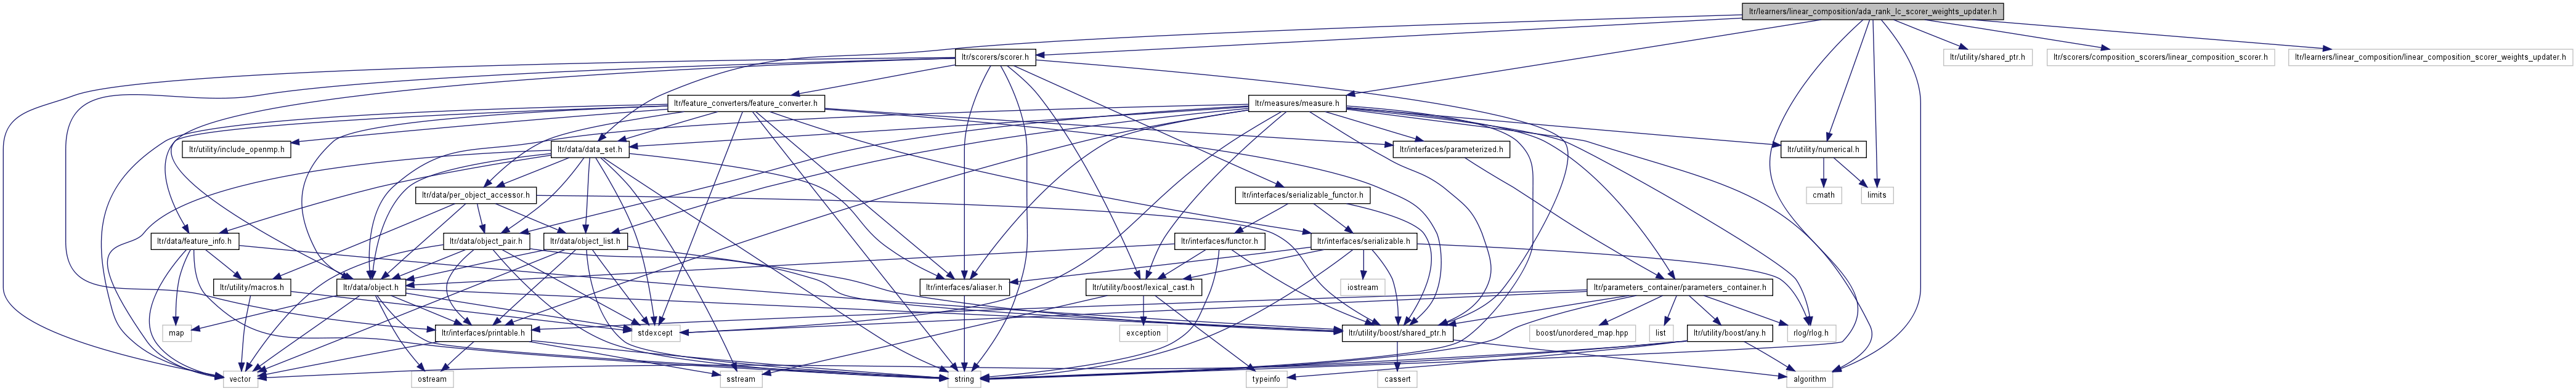 ltr/learners/linear_composition/ada_rank_lc_scorer_weights_updater.h
ltr/scorers/scorer.h
ltr/utility/shared_ptr.h
ltr/scorers/composition_scorers/linear_composition_scorer.h
ltr/learners/linear_composition/linear_composition_scorer_weights_updater.h
ltr/feature_converters/feature_converter.h
ltr/measures/measure.h
ltr/utility/include_openmp.h
ltr/data/data_set.h
ltr/interfaces/parameterized.h
ltr/utility/numerical.h
ltr/data/per_object_accessor.h
ltr/interfaces/serializable_functor.h
cmath
limits
ltr/data/feature_info.h
ltr/data/object_pair.h
ltr/data/object_list.h
ltr/interfaces/functor.h
ltr/interfaces/serializable.h
ltr/utility/macros.h
ltr/data/object.h
ltr/interfaces/aliaser.h
ltr/utility/boost/lexical_cast.h
iostream
ltr/parameters_container/parameters_container.h
map
ltr/interfaces/printable.h
stdexcept
exception
ltr/utility/boost/shared_ptr.h
boost/unordered_map.hpp
list
ltr/utility/boost/any.h
rlog/rlog.h
vector
ostream
sstream
string
typeinfo
cassert
algorithm